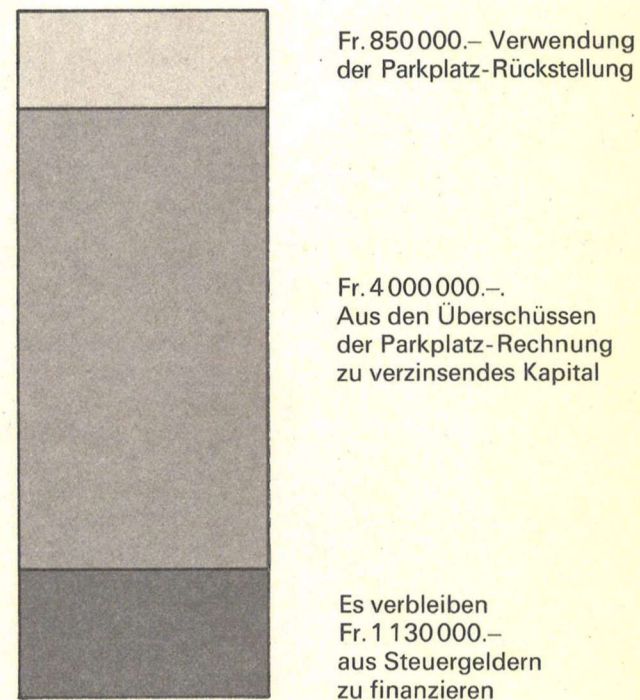 Fr. 850 000.– Verwendung
der Parkplatz-Rückstellung
Fr. 4 000 000.–.
Aus den Überschüssen
der Parkplatz-Rechnung
zu verzinsendes Kapital
Es verbleiben
Fr. 1 130 000.–
aus Steuergeldern
zu finanzieren